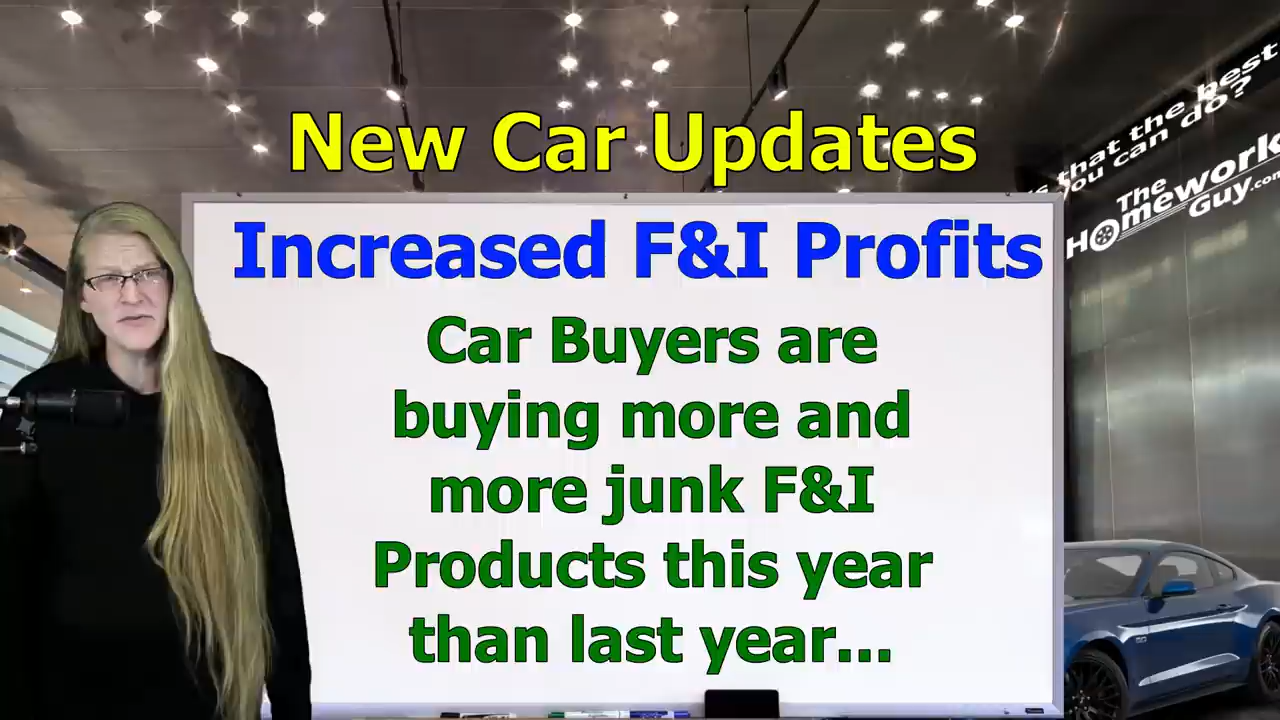 New Car Updates
Increased F&I Profits
Car Buyers are
buying more and
more junk F&I
Products this year
than last year...
that the best
you can do?
The
Homework
Guy.com